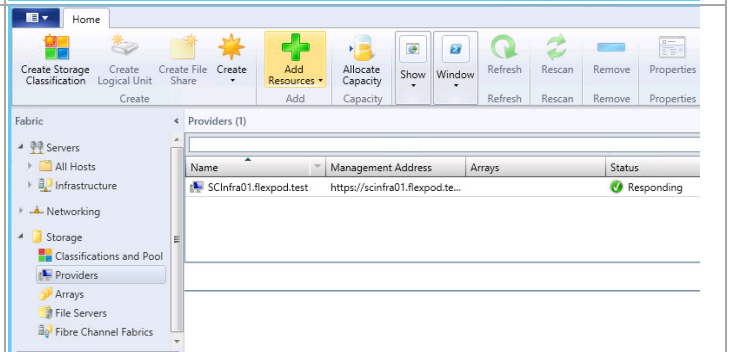 Home
Create Storage
Classification
Create
Logical Unit
Create File
Share
Create
Add
Resources
Allocate
Capacity
Show
Window
Refresh
Rescan
Remove
Properties
Create
Add
Capacity
Refresh
Rescan
Remove
Properties
Fabric
Providers (1)
Servers
All Hosts
Infrastructure
Networking
Storage
Classifications and Pool
Providers
Arrays
File Servers
Fibre Channel Fabrics
Name Management Address Arrays Status
SCInfra01.flexpod.test https://scinfra01.flexpod.te... Responding